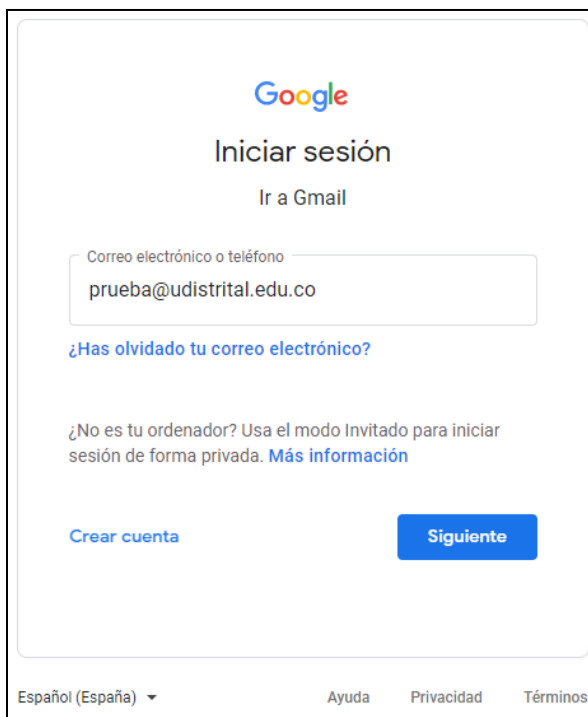 Google
Iniciar sesión
Ir a Gmail
Correo electrónico o teléfono
prueba@udistrital.edu.co
¿Has olvidado tu correo electrónico?
¿No es tu ordenador? Usa el modo Invitado para iniciar
sesión de forma privada. Más información
Crear cuenta
Siguiente
Español (España)
Ayuda
Privacidad
Términos